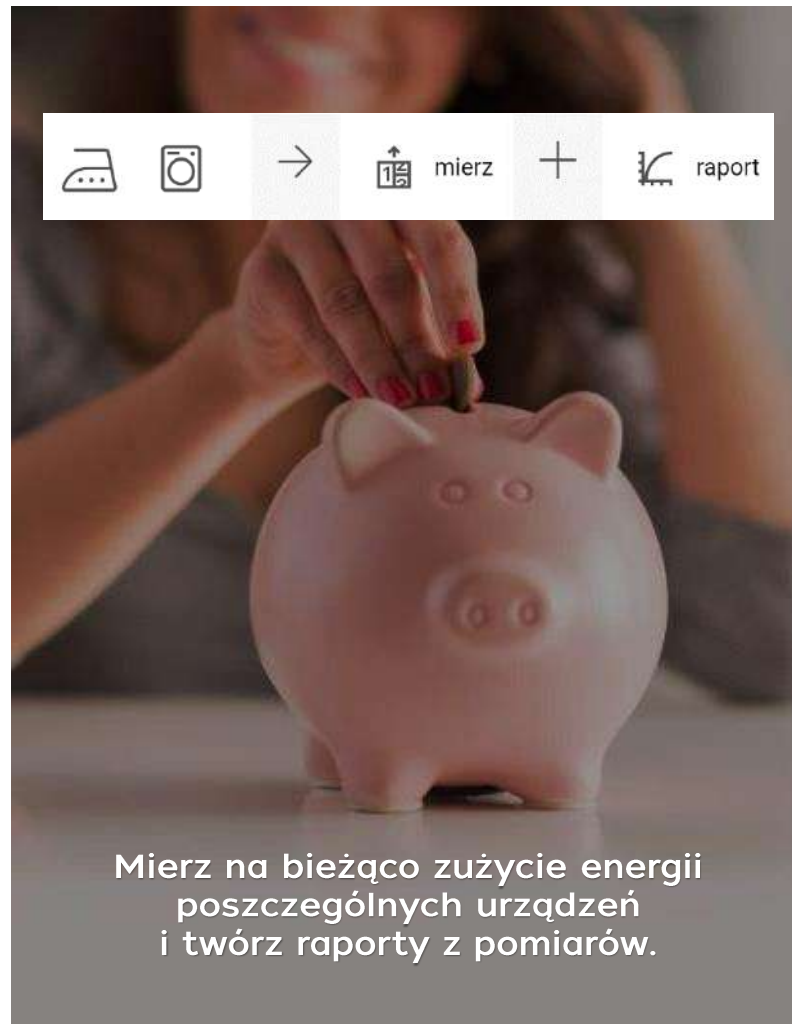 mierz
raport
Mierz na bieżąco zużycie energii
poszczególnych urządzeń
i twórz raporty z pomiarów.